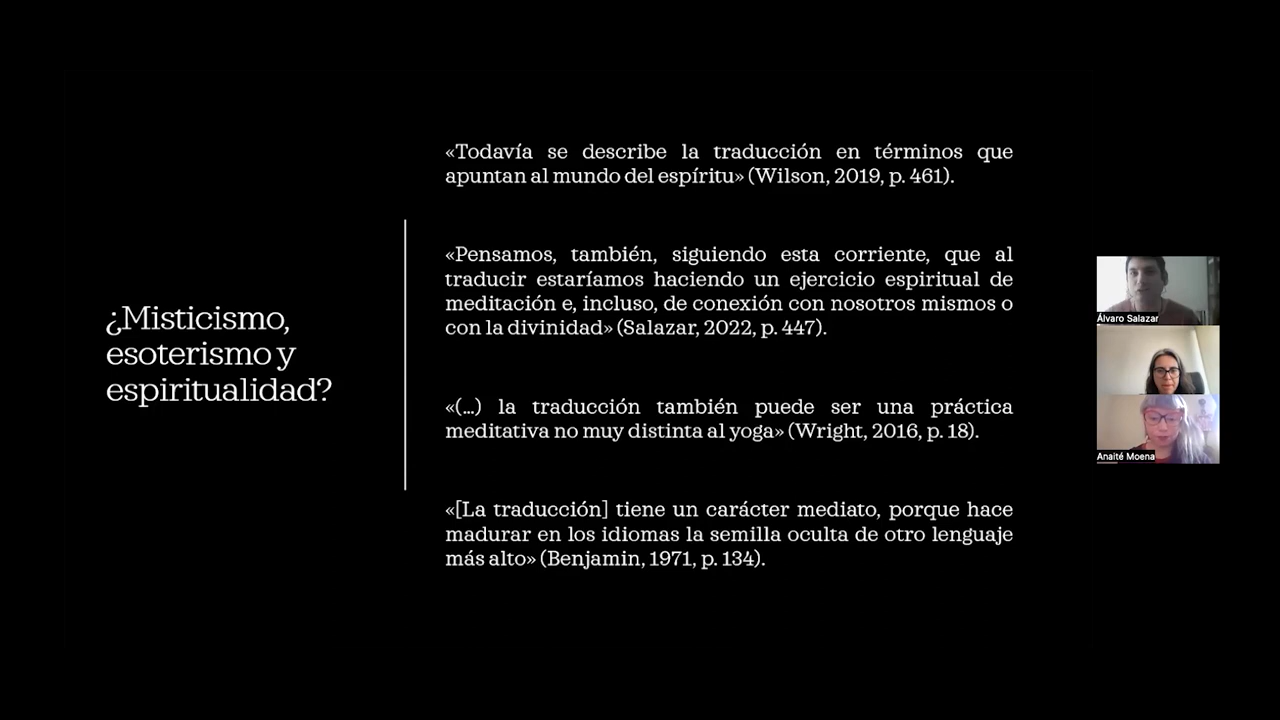 ¿Misticismo,
esoterismo y
espiritualidad?
«Todavía se describe la traducción en términos que
apuntan al mundo del espíritu» (Wilson, 2019, p. 461).
«Pensamos, también, siguiendo esta corriente, que al
traducir estaríamos haciendo un ejercicio espiritual de
meditación e, incluso, de conexión con nosotros mismos o
con la divinidad» (Salazar, 2022, p. 447).
«(...) la traducción también puede ser una práctica
meditativa no muy distinta al yoga» (Wright, 2016, p. 18).
«[La traducción] tiene un carácter mediato, porque hace
madurar en los idiomas la semilla oculta de otro lenguaje
más alto» (Benjamin, 1971, p. 134).
Álvaro Salazar
Anaité Moena